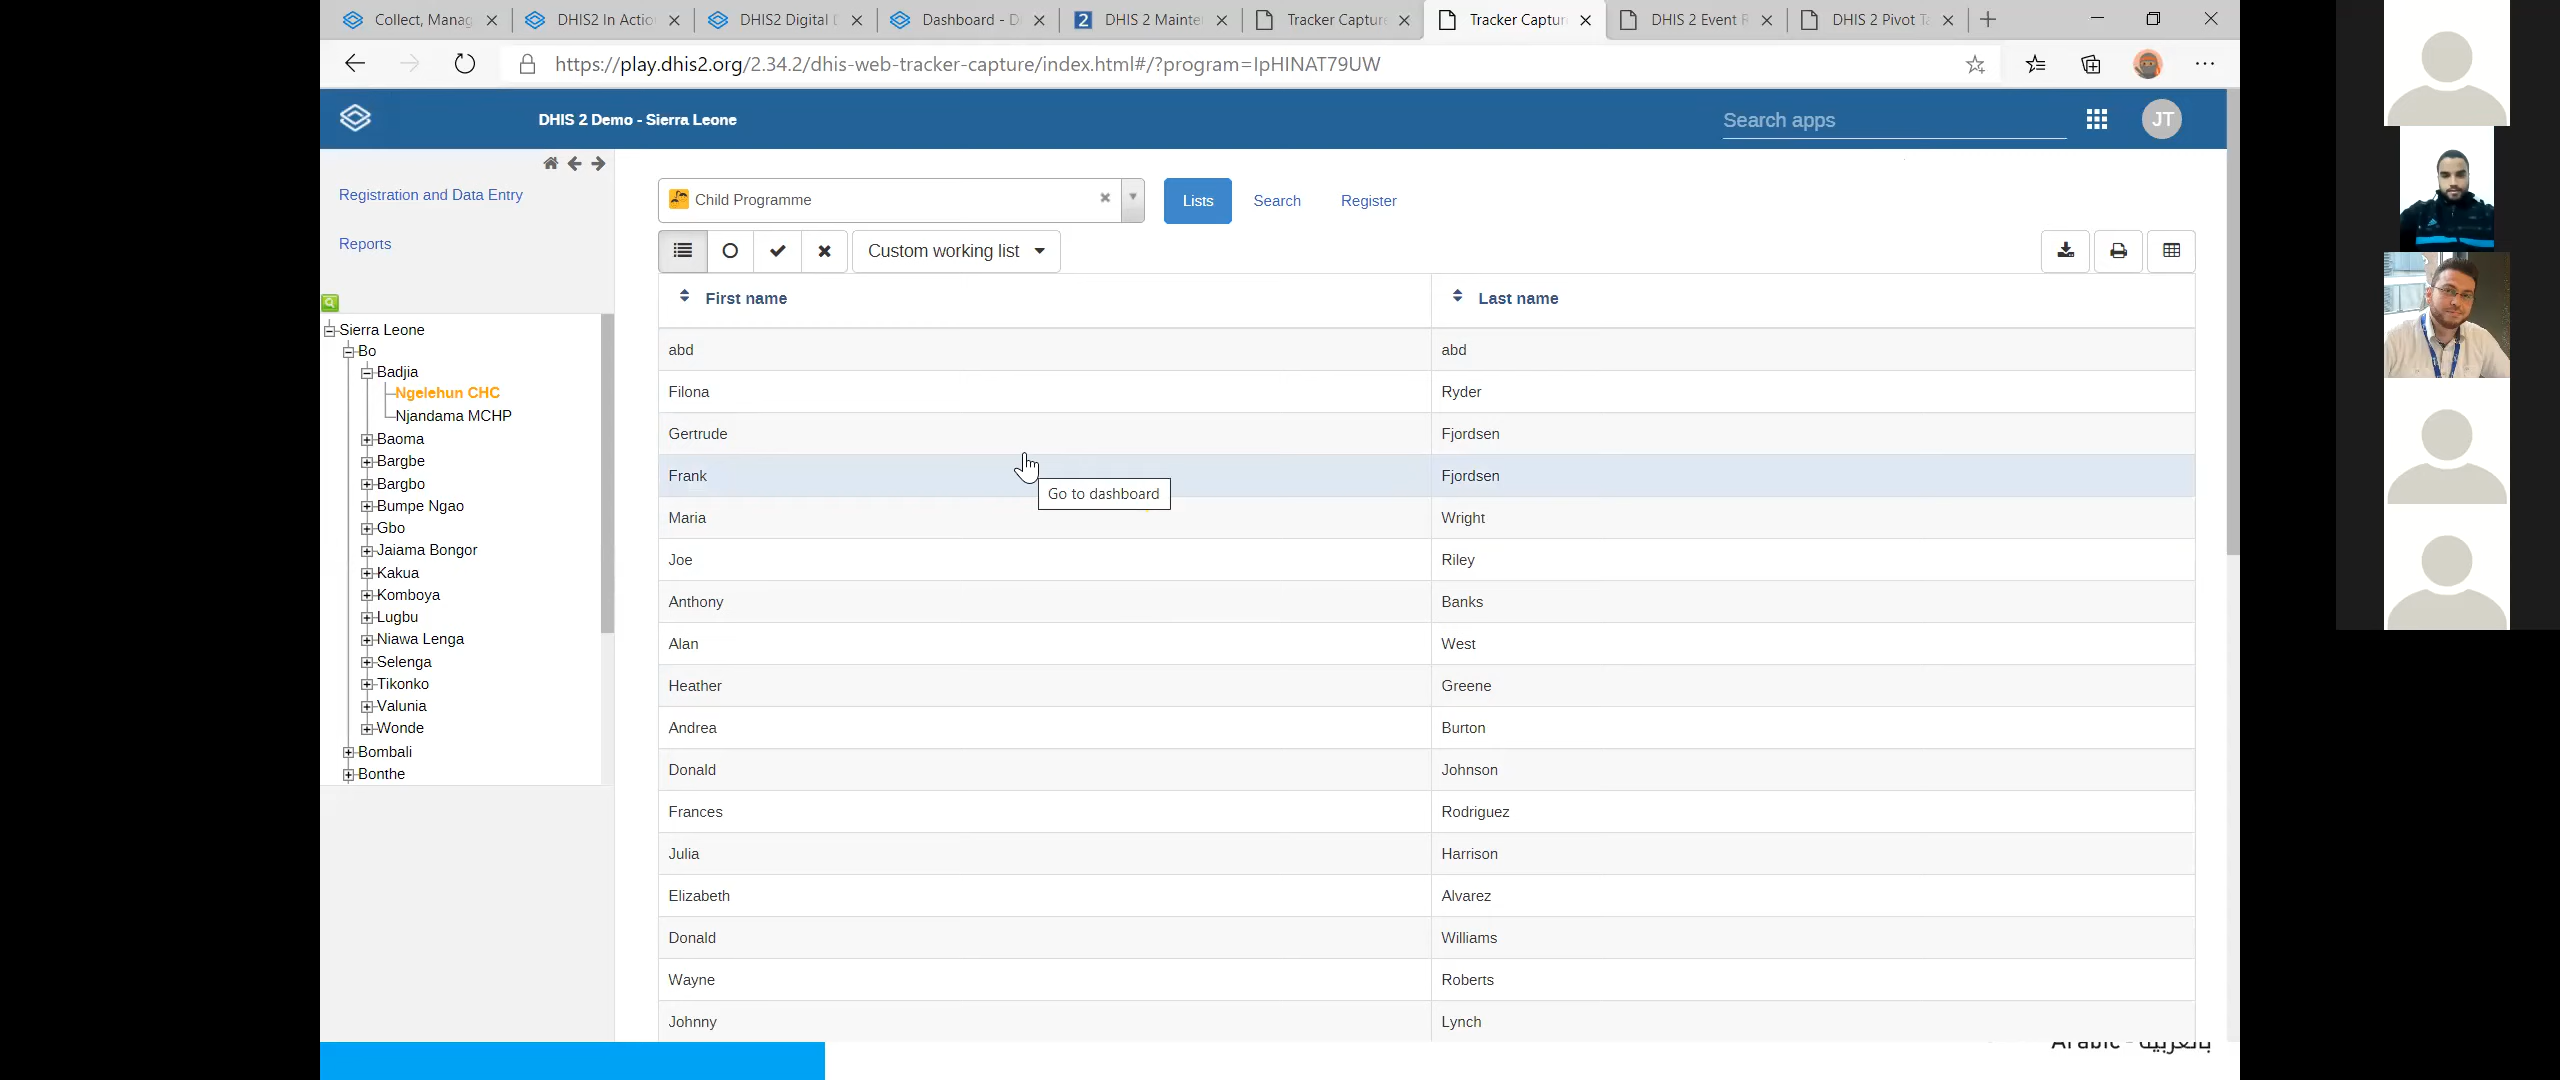 Collect, Manag
DHIS2 In Actio
DHIS2 Digital
Dashboard - D
2 DHIS 2 Mainte
Tracker Capture
Tracker Captur
DHIS 2 Event R
DHIS 2 Pivot Ta
https://play.dhis2.org/2.34.2/dhis-web-tracker-capture/index.html#/?program=IpHINAT79UW
DHIS 2 Demo - Sierra Leone
Search apps
JT
Registration and Data Entry
Reports
Sierra Leone
Bo
Badjia
Ngelehun CHC
Njandama MCHP
Baoma
Bargbe
Bargbo
Bumpe Ngao
Gbo
Jaiama Bongor
Kakua
Komboya
Lugbu
Niawa Lenga
Selenga
Tikonko
Valunia
Wonde
Bombali
Bonthe
Child Programme
Lists Search Register
Custom working list
First name Last name
abd abd
Filona Ryder
Gertrude Fjordsen
Frank Fjordsen
Go to dashboard
Maria Wright
Joe Riley
Anthony Banks
Alan West
Heather Greene
Andrea Burton
Donald Johnson
Frances Rodriguez
Julia Harrison
Elizabeth Alvarez
Donald Williams
Wayne Roberts
Johnny Lynch
Arabic - بالعربية